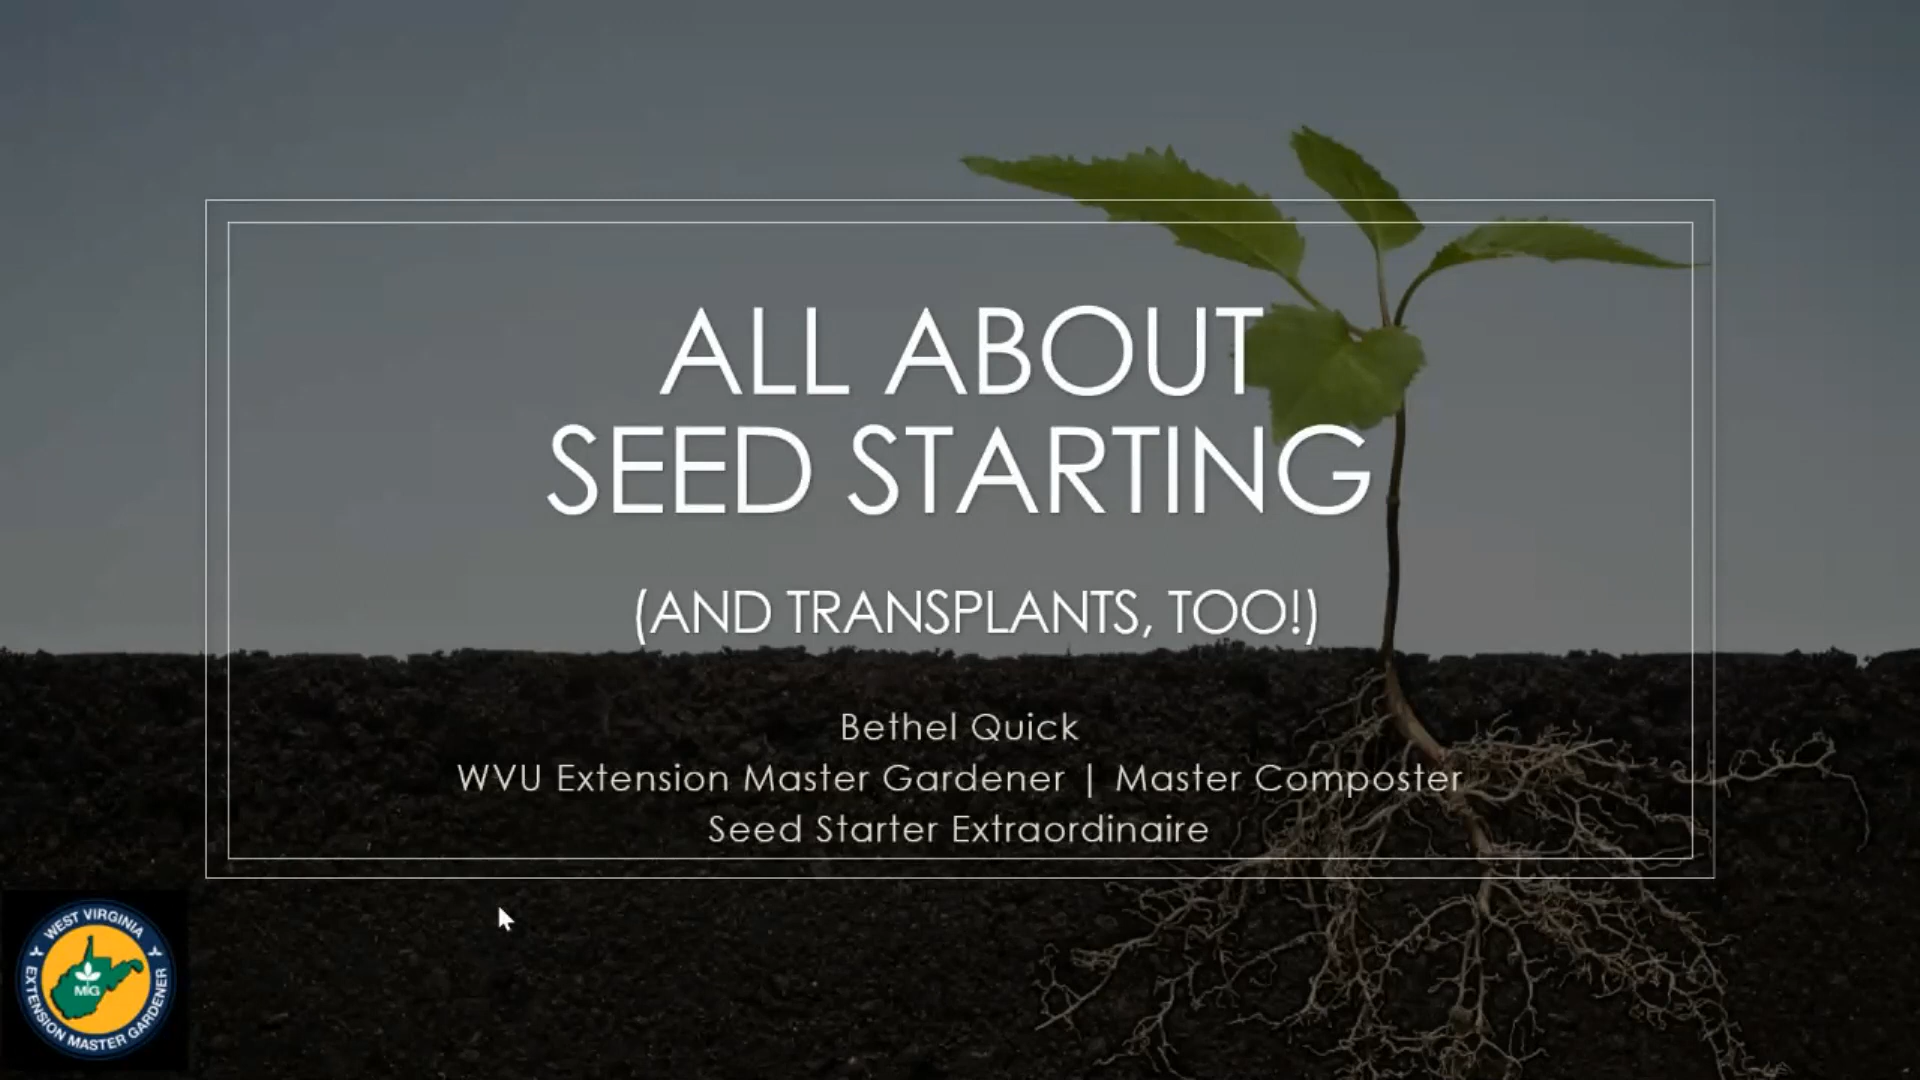 ALL ABOUT
SEED STARTING
(AND TRANSPLANTS, TOO!)
Bethel Quick
WVU Extension Master Gardener | Master Composter
Seed Starter Extraordinaire
WEST VIRGINIA
MG
EXTENSION MASTER GARDENER